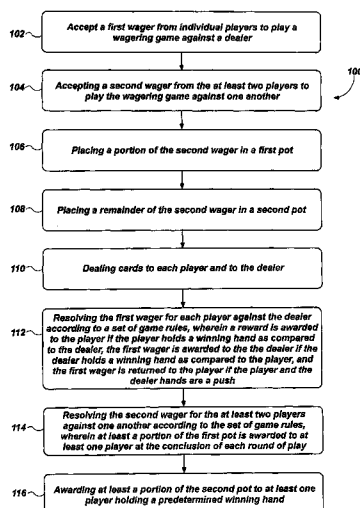 102
Accept a first wager from individual players to play a
wagering game against a dealer
100
104
Accepting a second wager from the at least two players to
play the wagering game against one another
106
Placing a portion of the second wager in a first pot
108
Placing a remainder of the second wager in a second pot
110
Dealing cards to each player and to the dealer
112
Resolving the first wager for each player against the dealer
according to a set of game rules, wherein a reward is awarded
to the player if the player holds a winning hand as compared
to the dealer, the first wager is awarded to the the dealer if the
dealer holds a winning hand as compared to the player, and
the first wager is returned to the player if the player and the
dealer hands are a push
114
Resolving the second wager for the at least two players
against one another according to the set of game rules,
wherein at least a portion of the first pot is awarded to at
least one player at the conclusion of each round of play
116
Awarding at least a portion of the second pot to at least one
player holding a predetermined winning hand